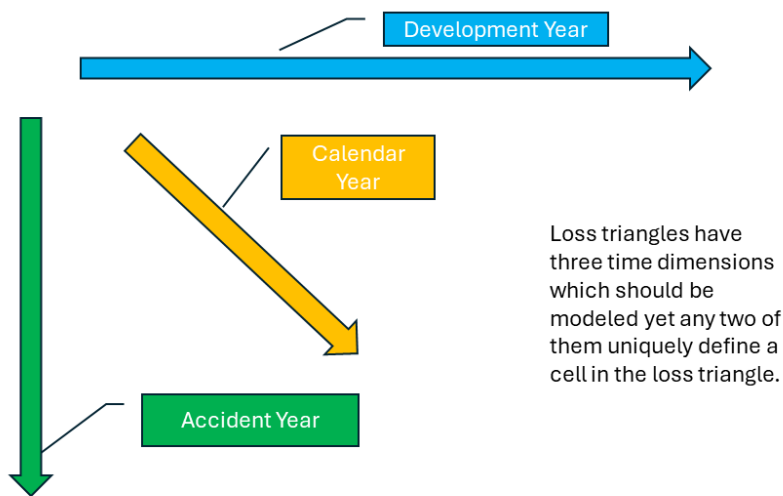 Development Year
Calendar
Year
Loss triangles have
three time dimensions
which should be
modeled yet any two of
them uniquely define a
cell in the loss triangle.
Accident Year